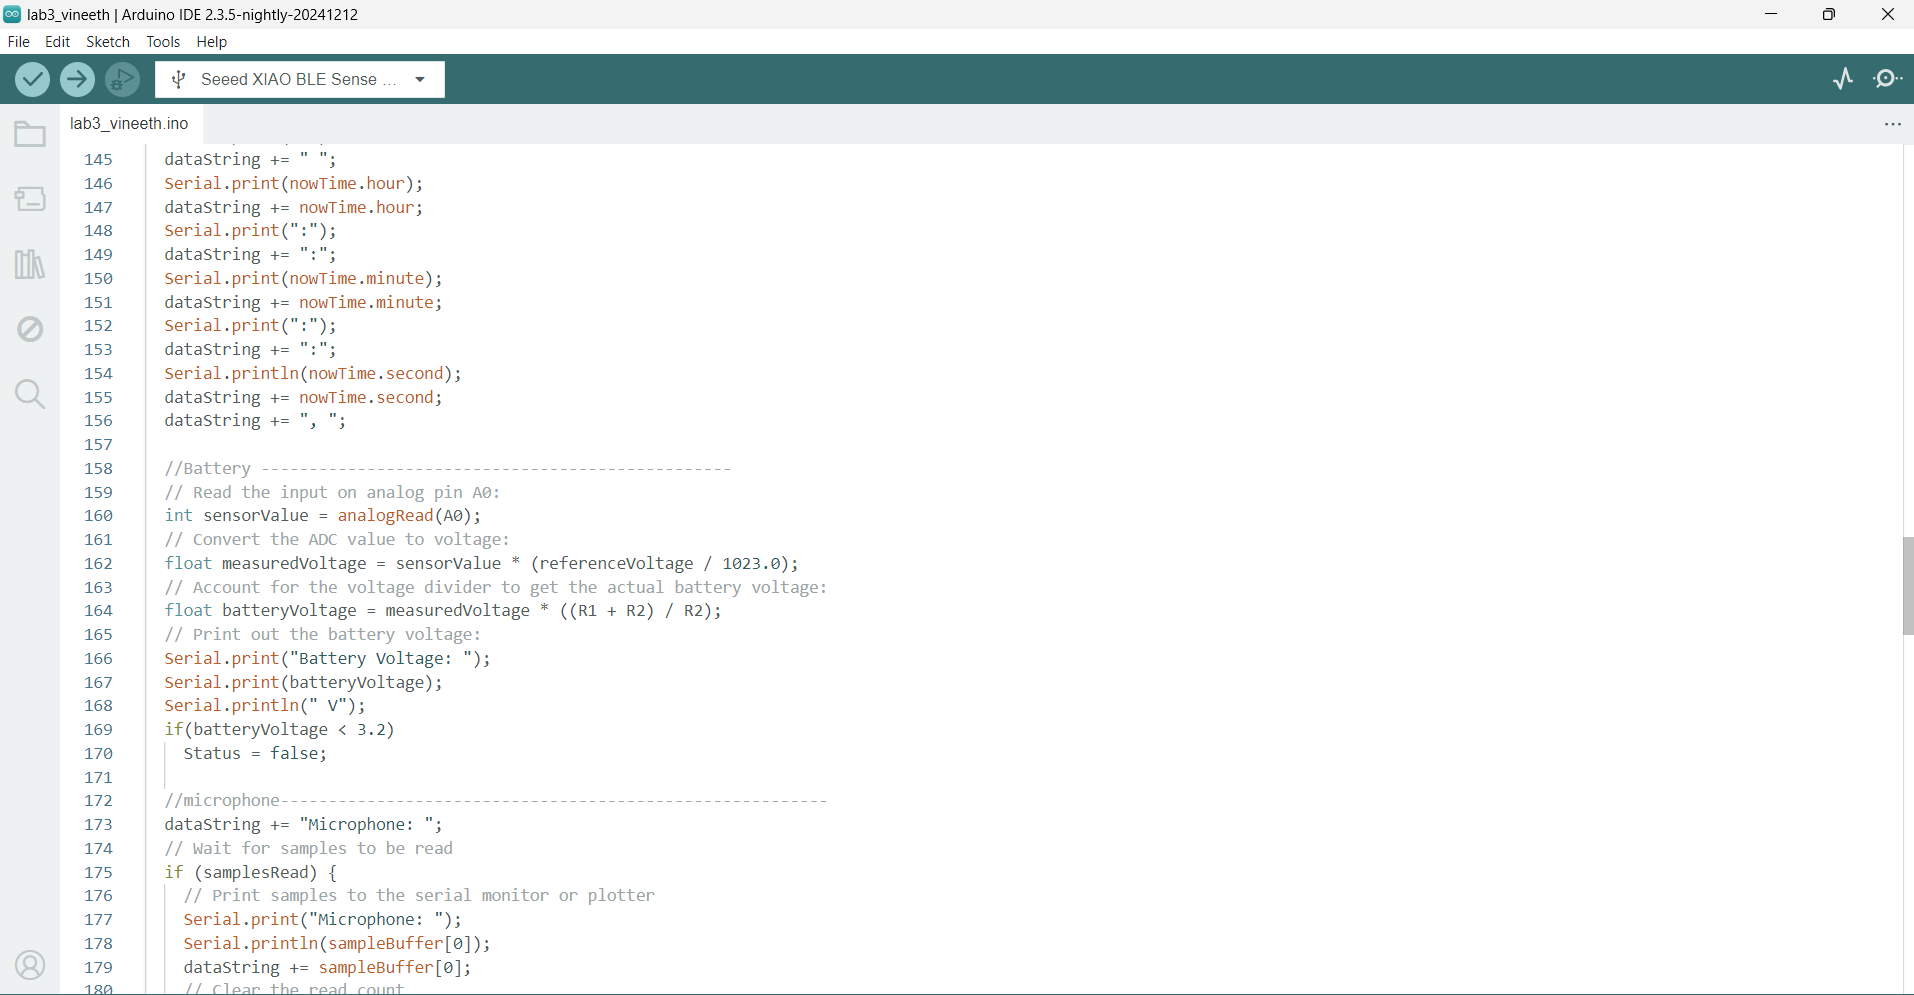 lab3_vineeth | Arduino IDE 2.3.5-nightly-20241212
File Edit Sketch Tools Help
Seeed XIAO BLE Sense ...
lab3_vineeth.ino
145 dataString += " ";
146 Serial.print(nowTime.hour);
147 dataString += nowTime.hour;
148 Serial.print(":");
149 dataString += ":";
150 Serial.print(nowTime.minute);
151 dataString += nowTime.minute;
152 Serial.print(":");
153 dataString += ":";
154 Serial.println(nowTime.second);
155 dataString += nowTime.second;
156 dataString += ", ";
157
158 //Battery -------------------------------------------------
159 // Read the input on analog pin A0:
160 int sensorValue = analogRead(A0);
161 // Convert the ADC value to voltage:
162 float measuredVoltage = sensorValue * (referenceVoltage / 1023.0);
163 // Account for the voltage divider to get the actual battery voltage:
164 float batteryVoltage = measuredVoltage * ((R1 + R2) / R2);
165 // Print out the battery voltage:
166 Serial.print("Battery Voltage: ");
167 Serial.print(batteryVoltage);
168 Serial.println(" V");
169 if(batteryVoltage < 3.2)
170 Status = false;
171
172 //microphone---------------------------------------------------------
173 dataString += "Microphone: ";
174 // Wait for samples to be read
175 if (samplesRead) {
176 // Print samples to the serial monitor or plotter
177 Serial.print("Microphone: ");
178 Serial.println(sampleBuffer[0]);
179 dataString += sampleBuffer[0];
180 // Clear the read count